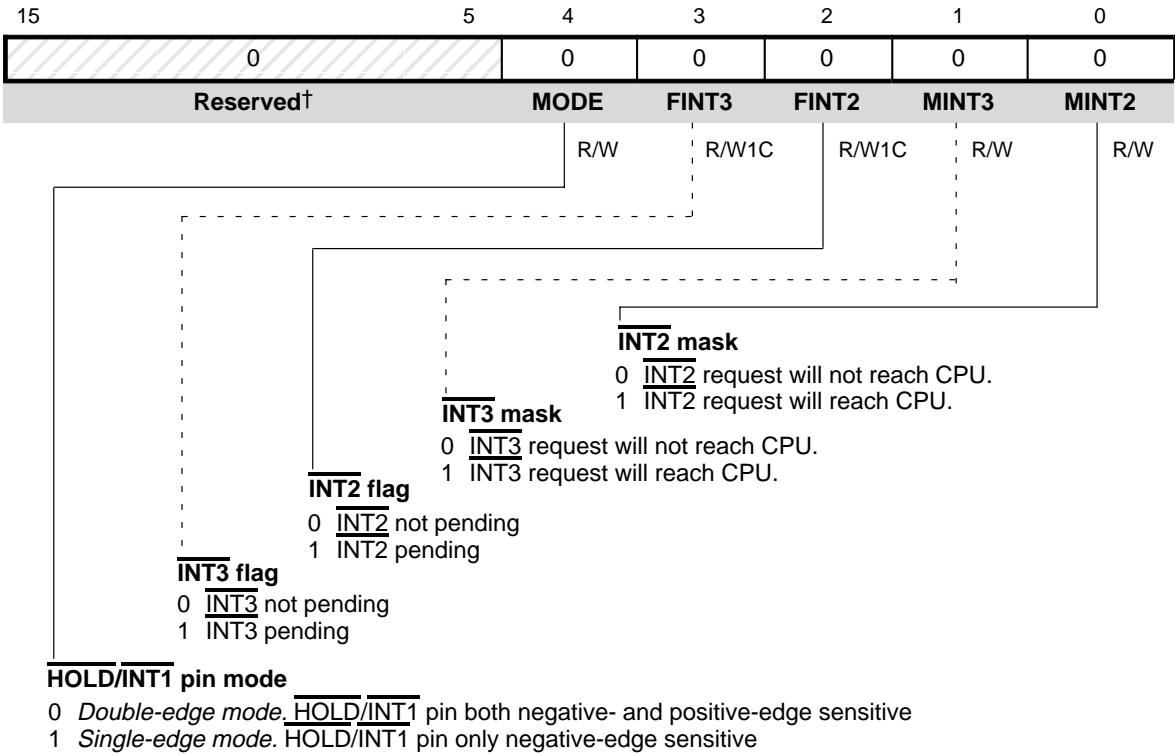 15 5 4 3 2 1 0
0 0 0 0 0 0
Reserved† MODE FINT3 FINT2 MINT3 MINT2
R/W R/W1C R/W1C R/W R/W
INT2 mask
0 INT2 request will not reach CPU.
1 INT2 request will reach CPU.
INT3 mask
0 INT3 request will not reach CPU.
1 INT3 request will reach CPU.
INT2 flag
0 INT2 not pending
1 INT2 pending
INT3 flag
0 INT3 not pending
1 INT3 pending
HOLD/INT1 pin mode
0 Double-edge mode. HOLD/INT1 pin both negative- and positive-edge sensitive
1 Single-edge mode. HOLD/INT1 pin only negative-edge sensitive